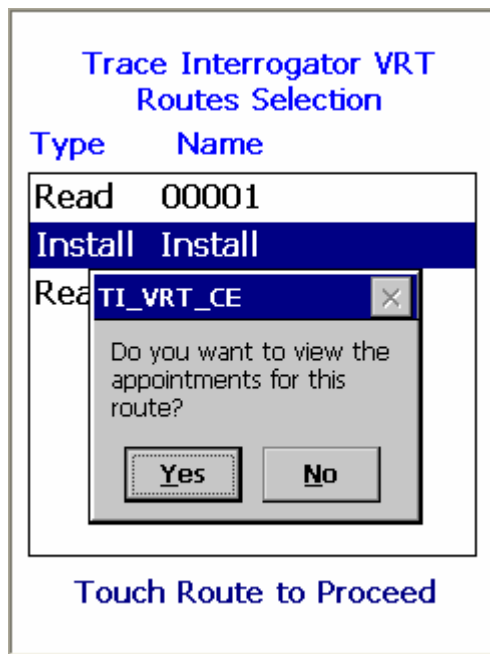 Trace Interrogator VRT
Routes Selection
Type Name
Read 00001
Install Install
Rea
TI_VRT_CE
Do you want to view the
appointments for this
route?
Yes No
Touch Route to Proceed